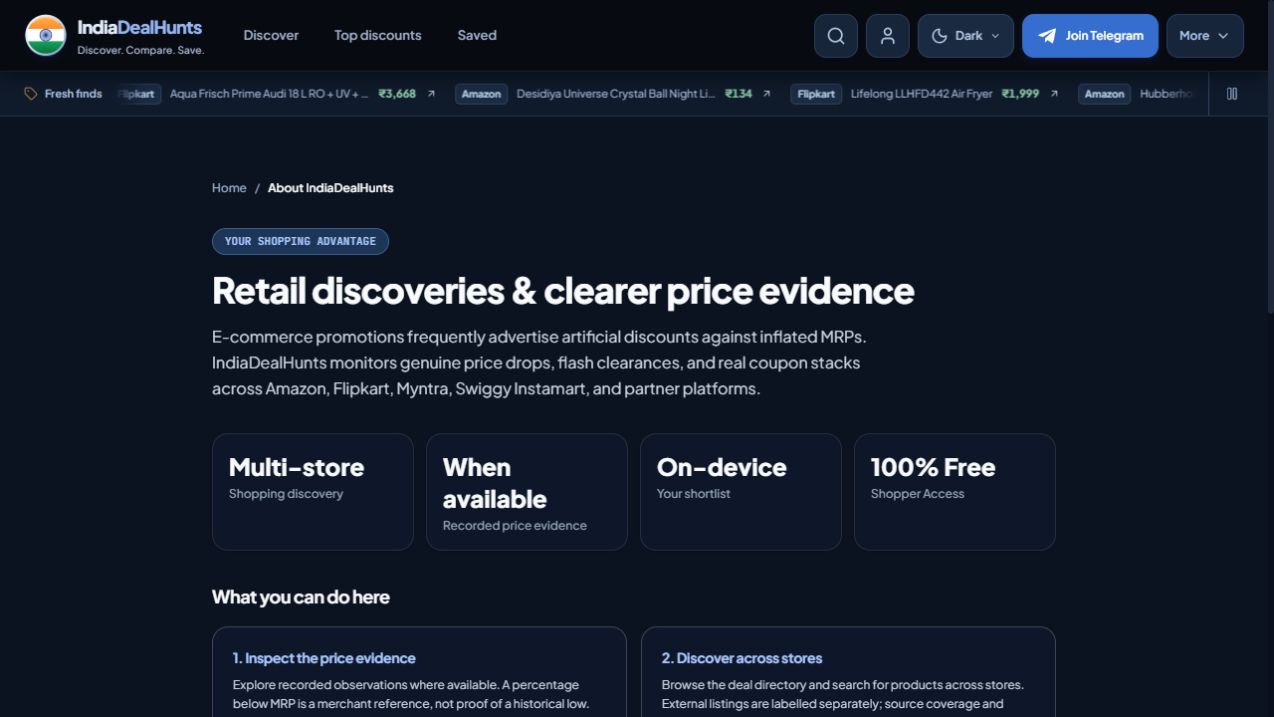 IndiaDealHunts
Discover. Compare. Save.
Discover
Top discounts
Saved
Dark
Join Telegram
More
Fresh finds
Flipkart
Aqua Frisch Prime Audi 18 L RO + UV + ...
₹3,668
Amazon
Desidiya Universe Crystal Ball Night Li...
₹134
Flipkart
Lifelong LLHFD442 Air Fryer
₹1,999
Amazon
Home / About IndiaDealHunts
YOUR SHOPPING ADVANTAGE
Retail discoveries & clearer price evidence
E-commerce promotions frequently advertise artificial discounts against inflated MRPs.
IndiaDealHunts monitors genuine price drops, flash clearances, and real coupon stacks
across Amazon, Flipkart, Myntra, Swiggy Instamart, and partner platforms.
Multi-store
Shopping discovery
When
available
Recorded price evidence
On-device
Your shortlist
100% Free
Shopper Access
What you can do here
1. Inspect the price evidence
Explore recorded observations where available. A percentage
below MRP is a merchant reference, not proof of a historical low.
2. Discover across stores
Browse the deal directory and search for products across stores.
External listings are labelled separately; source coverage and